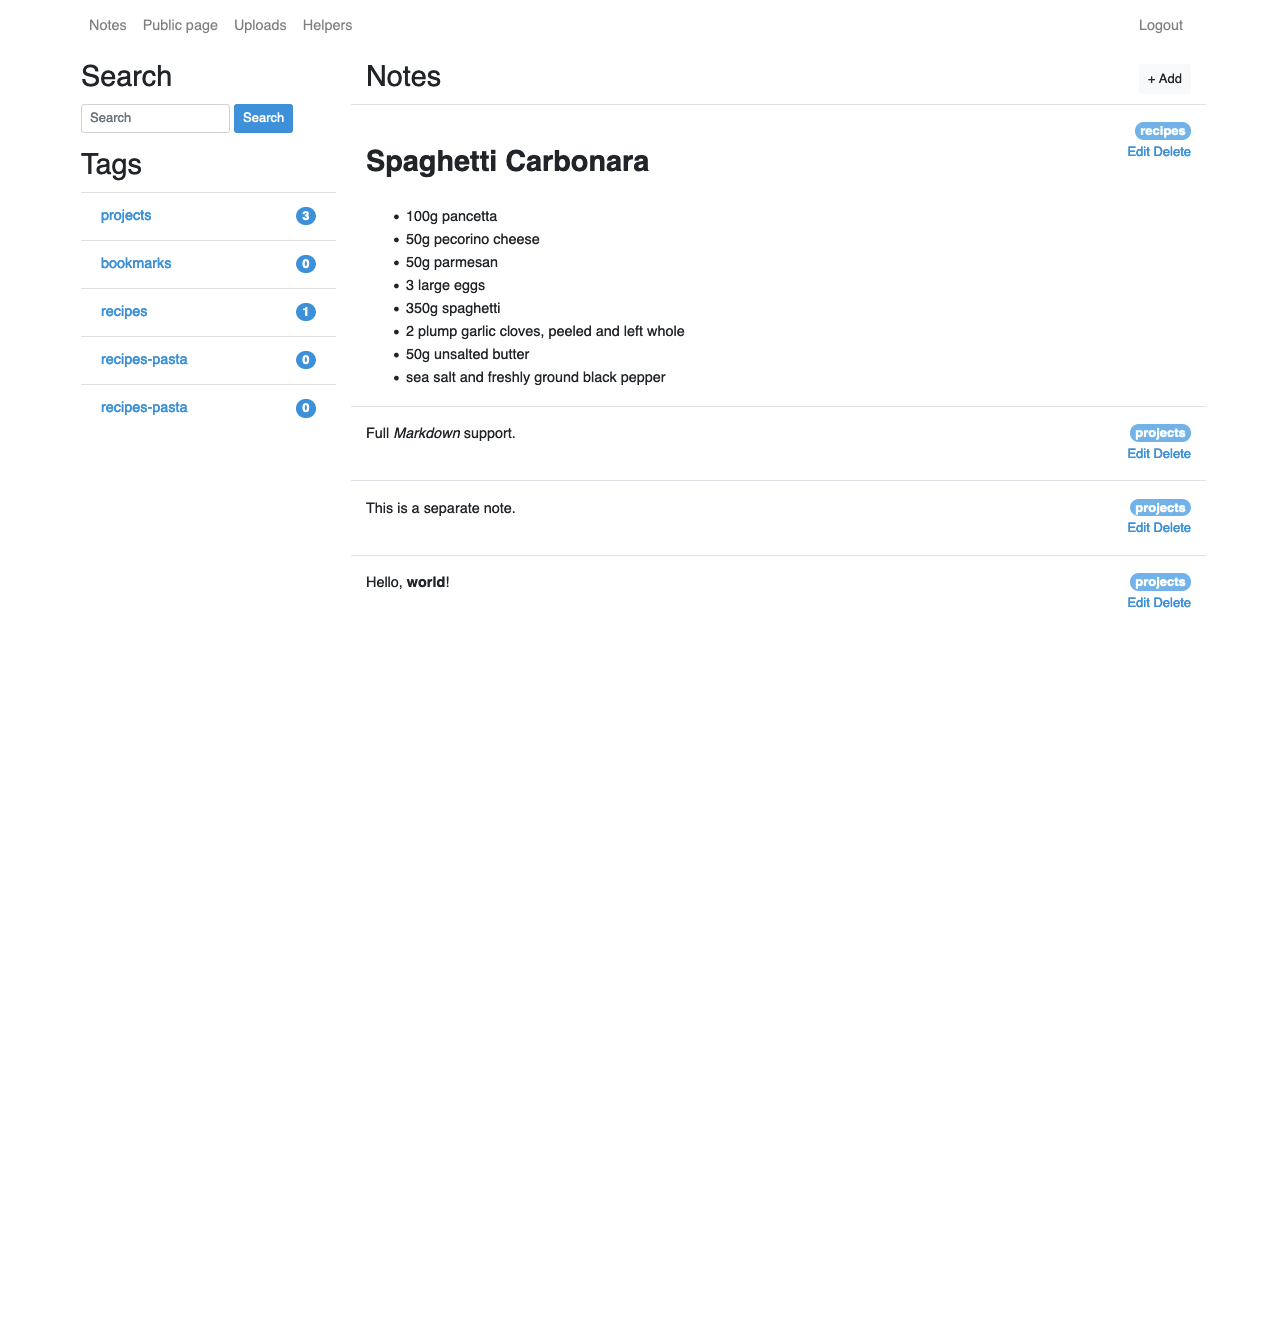 Notes Public page Uploads Helpers Logout
Search
Search Search
Tags
projects 3
bookmarks 0
recipes 1
recipes-pasta 0
recipes-pasta 0
Notes + Add
recipes
Edit Delete
Spaghetti Carbonara
• 100g pancetta
• 50g pecorino cheese
• 50g parmesan
• 3 large eggs
• 350g spaghetti
• 2 plump garlic cloves, peeled and left whole
• 50g unsalted butter
• sea salt and freshly ground black pepper
Full Markdown support. projects
Edit Delete
This is a separate note. projects
Edit Delete
Hello, world! projects
Edit Delete